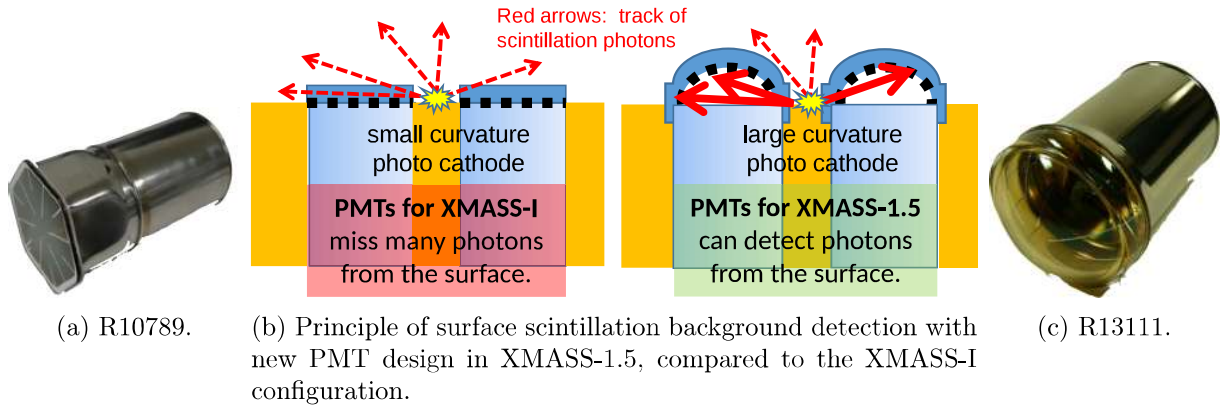 Red arrows:  track of
scintillation photons
small curvature
photo cathode
PMTs for XMASS-I
miss many photons
from the surface.
large curvature
photo cathode
PMTs for XMASS-1.5
can detect photons
from the surface.
(a) R10789.
(b) Principle of surface scintillation background detection with
new PMT design in XMASS-1.5, compared to the XMASS-I
configuration.
(c) R13111.